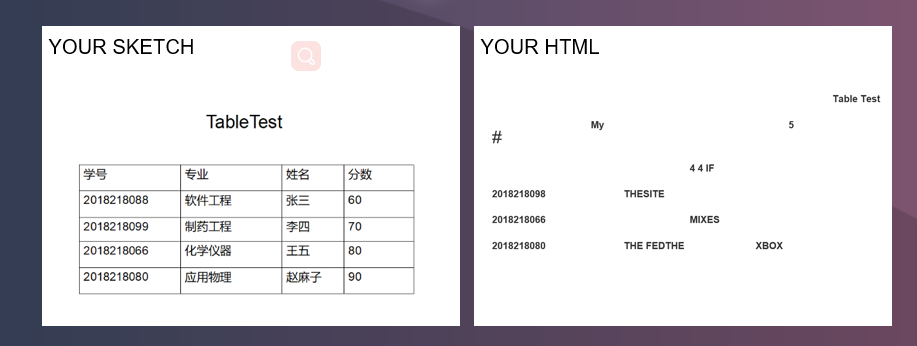 YOUR SKETCH
TableTest
学号 专业 姓名 分数
2018218088 软件工程 张三 60
2018218099 制药工程 李四 70
2018218066 化学仪器 王五 80
2018218080 应用物理 赵麻子 90
YOUR HTML
Table Test
My 5
#
4 4 IF
2018218098 THESITE
2018218066 MIXES
2018218080 THE FEDTHE XBOX